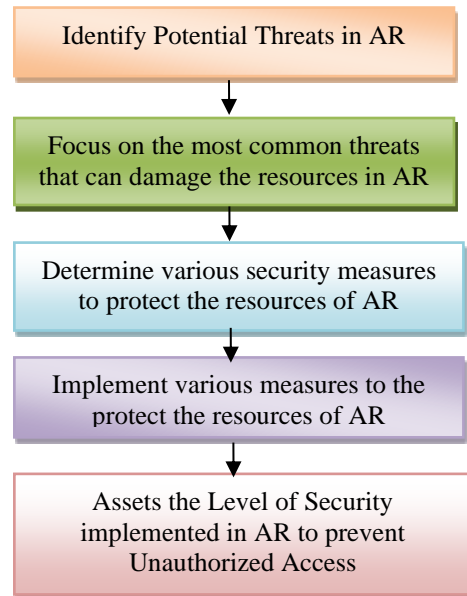 Identify Potential Threats in AR
Focus on the most common threats
that can damage the resources in AR
Determine various security measures
to protect the resources of AR
Implement various measures to the
protect the resources of AR
Assets the Level of Security
implemented in AR to prevent
Unauthorized Access